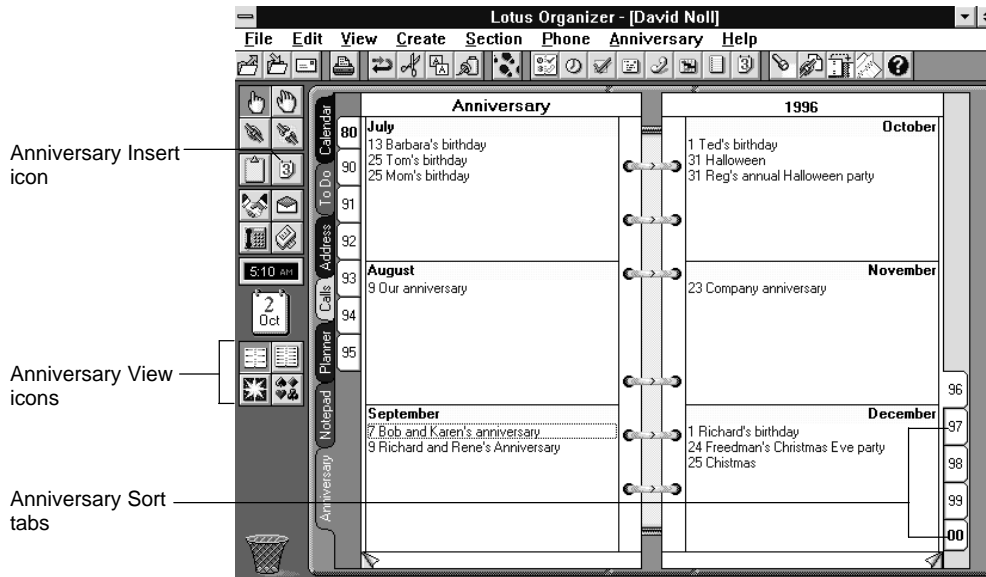 Lotus Organizer - [David Noll]
File Edit View Create Section Phone Anniversary Help
Anniversary Insert
icon
Anniversary View
icons
Anniversary Sort
tabs
3
3
5:10 AM
2
Oct
Calendar
To Do
Address
Calls
Planner
Notepad
Anniversary
80
90
91
92
93
94
95
Anniversary
July
13 Barbara's birthday
25 Tom's birthday
25 Mom's birthday
August
9 Our anniversary
September
7 Bob and Karen's anniversary
9 Richard and Rene's Anniversary
1996
October
1 Ted's birthday
31 Halloween
31 Reg's annual Halloween party
November
23 Company anniversary
December
1 Richard's birthday
24 Freedman's Christmas Eve party
25 Chistmas
96
97
98
99
00